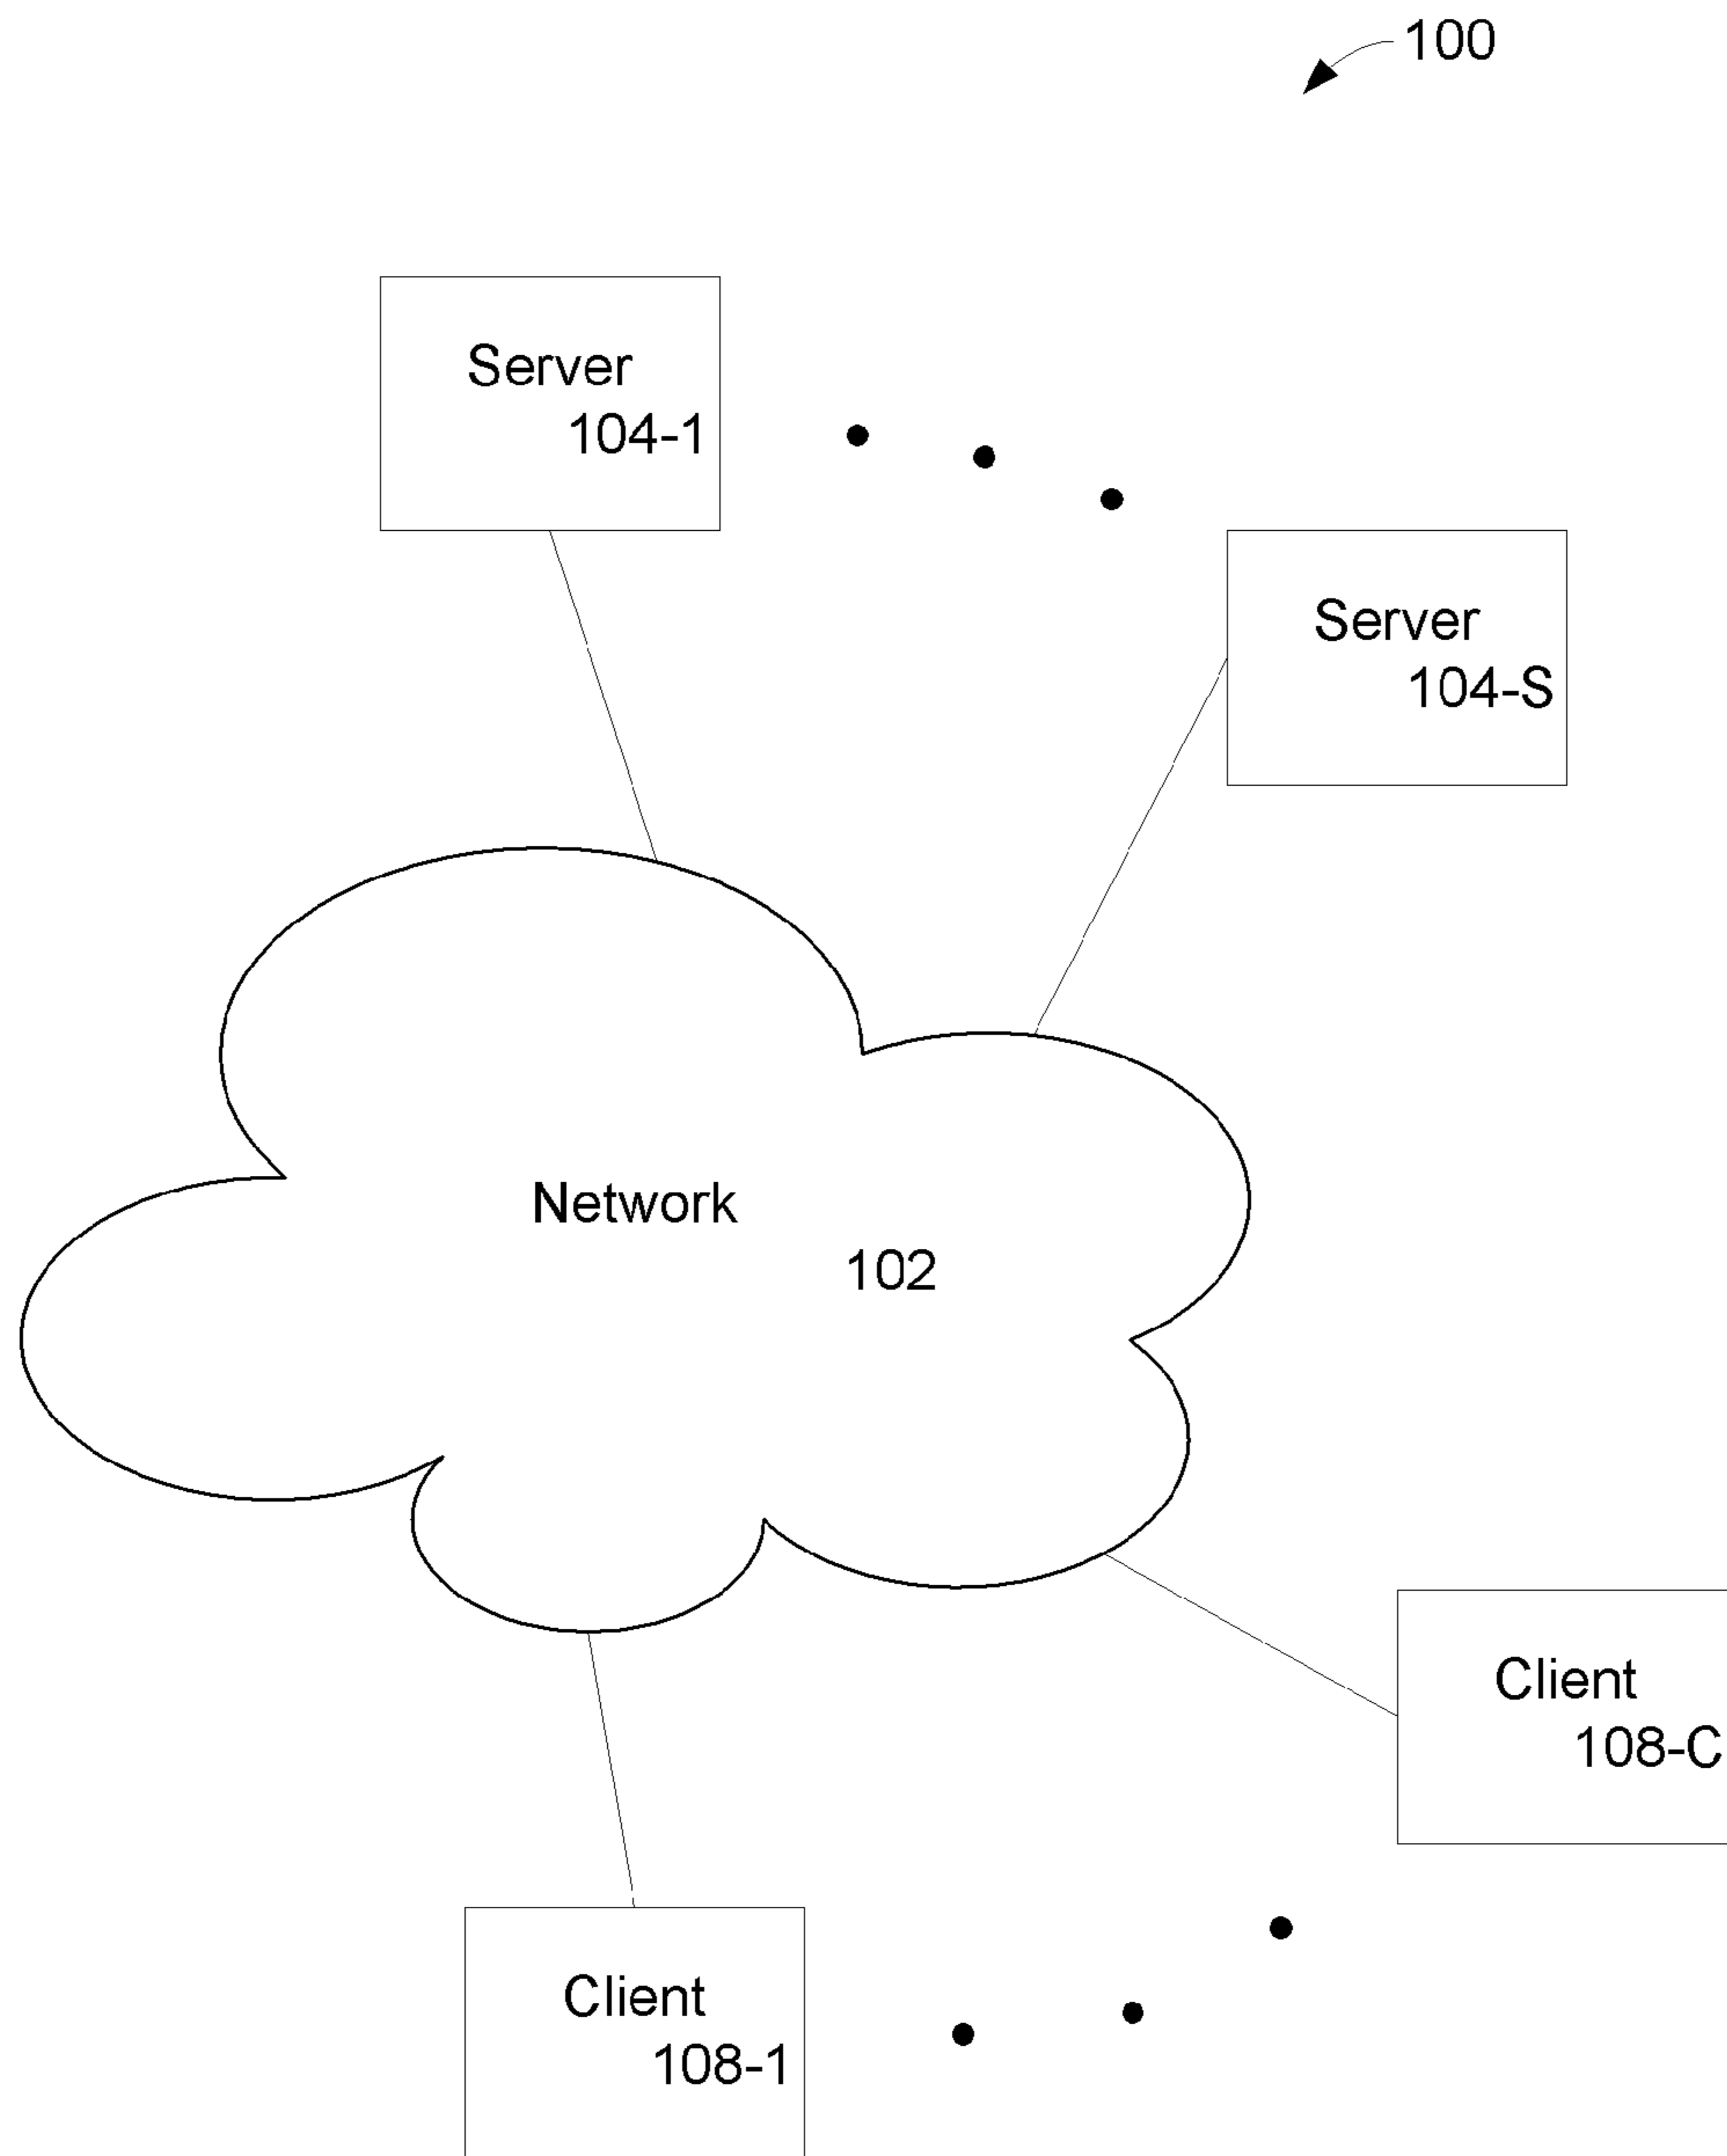 100
Server
104-1
Server
104-S
Network
102
Client
108-C
Client
108-1